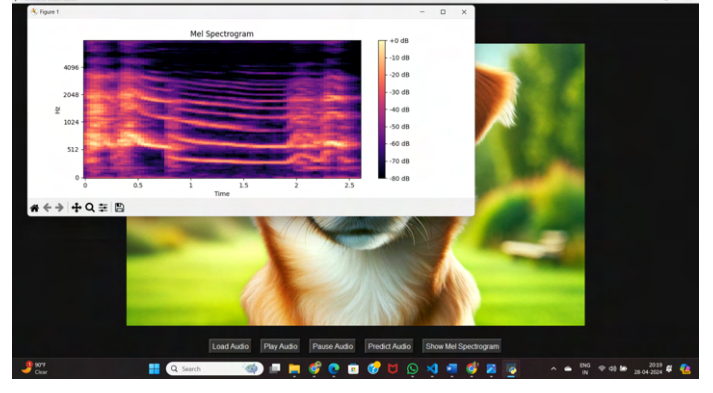 Figure 1
Mel Spectrogram
+0 dB
-10 dB
-20 dB
-30 dB
-40 dB
-50 dB
-60 dB
-70 dB
-80 dB
4096
2048
1024
512
0
Hz
0 0.5 1 1.5 2 2.5
Time
Load Audio Play Audio Pause Audio Predict Audio Show Mel Spectrogram
90°F
Clear
Search
ENG
IN
20:19
28-04-2024